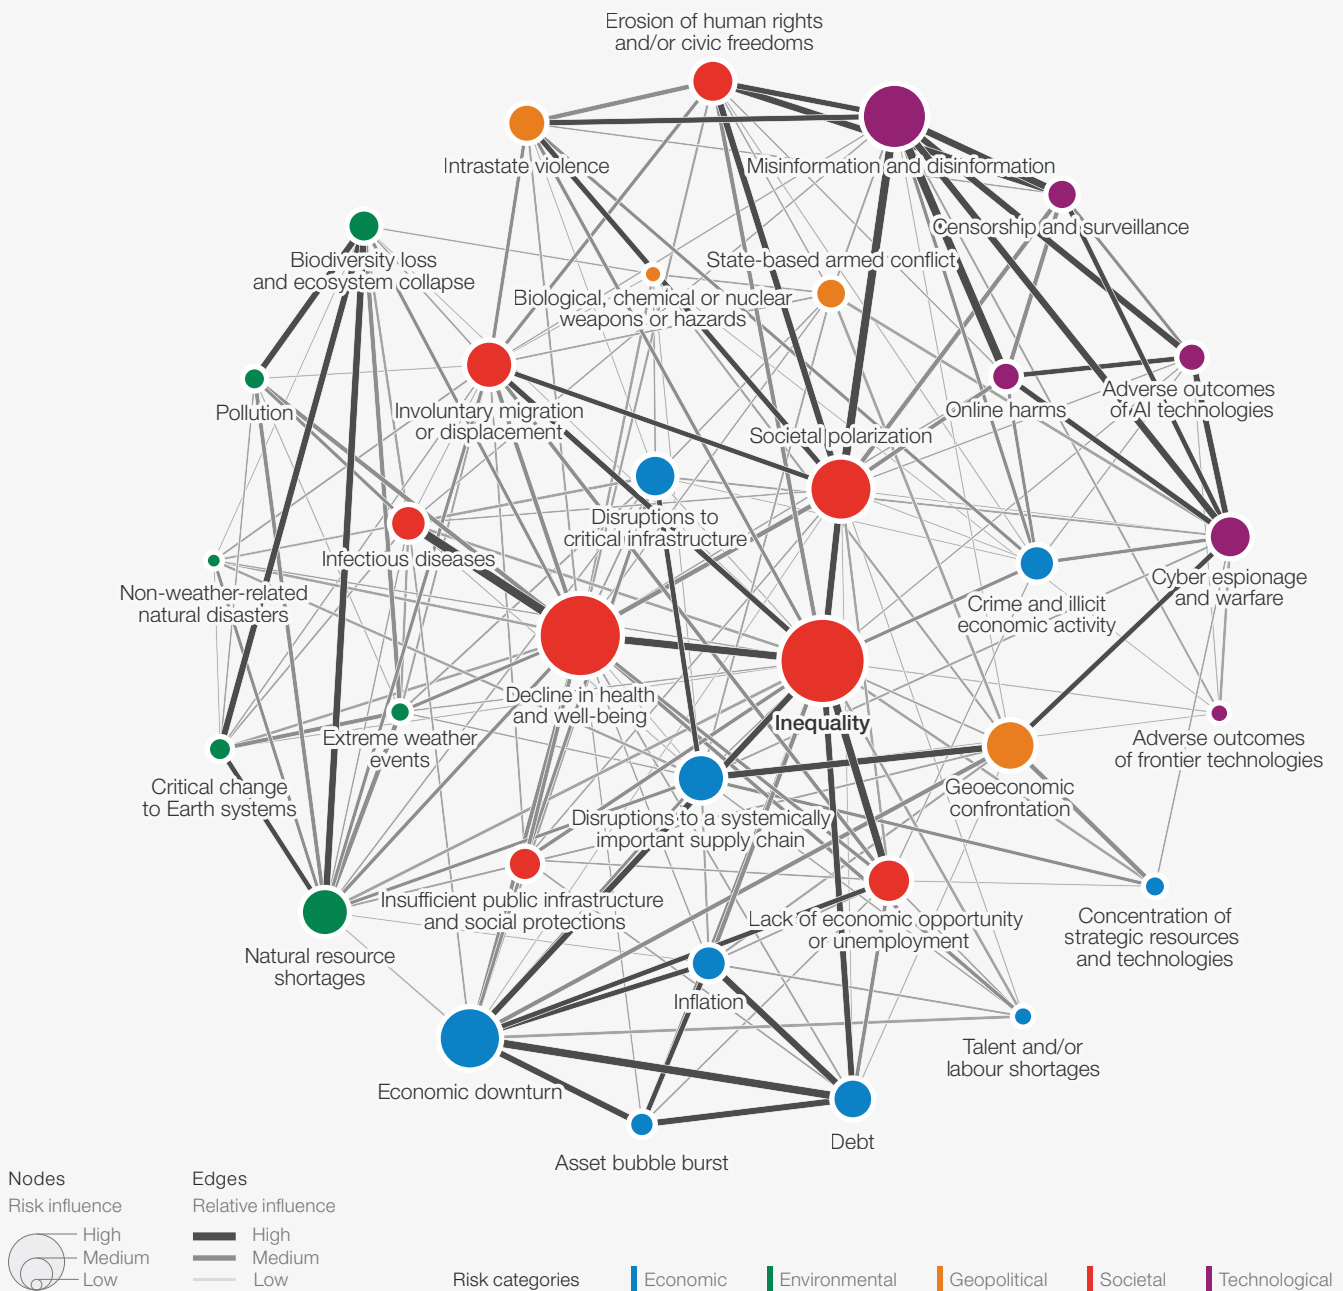 Erosion of human rights
and/or civic freedoms
Intrastate violence
Misinformation and disinformation
Censorship and surveillance
Biodiversity loss
and ecosystem collapse
State-based armed conflict
Biological, chemical or nuclear
weapons or hazards
Pollution
Involuntary migration
or displacement
Online harms
Adverse outcomes
of AI technologies
Societal polarization
Disruptions to
critical infrastructure
Infectious diseases
Non-weather-related
natural disasters
Crime and illicit
economic activity
Cyber espionage
and warfare
Decline in health
and well-being
Inequality
Extreme weather
events
Adverse outcomes
of frontier technologies
Critical change
to Earth systems
Geoeconomic
confrontation
Disruptions to a systemically
important supply chain
Insufficient public infrastructure
and social protections
Lack of economic opportunity
or unemployment
Concentration of
strategic resources
and technologies
Natural resource
shortages
Inflation
Talent and/or
labour shortages
Economic downturn
Debt
Asset bubble burst
Nodes
Risk influence
High
Medium
Low
Edges
Relative influence
High
Medium
Low
Risk categories
Economic
Environmental
Geopolitical
Societal
Technological